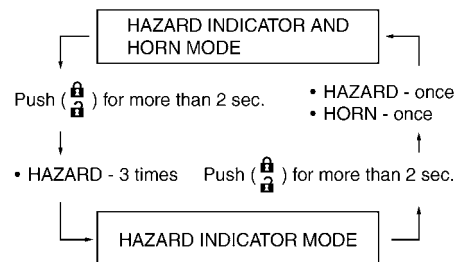 HAZARD INDICATOR AND
HORN MODE
Push ( ) for more than 2 sec.
• HAZARD - once
• HORN - once
• HAZARD - 3 times
Push ( ) for more than 2 sec.
HAZARD INDICATOR MODE